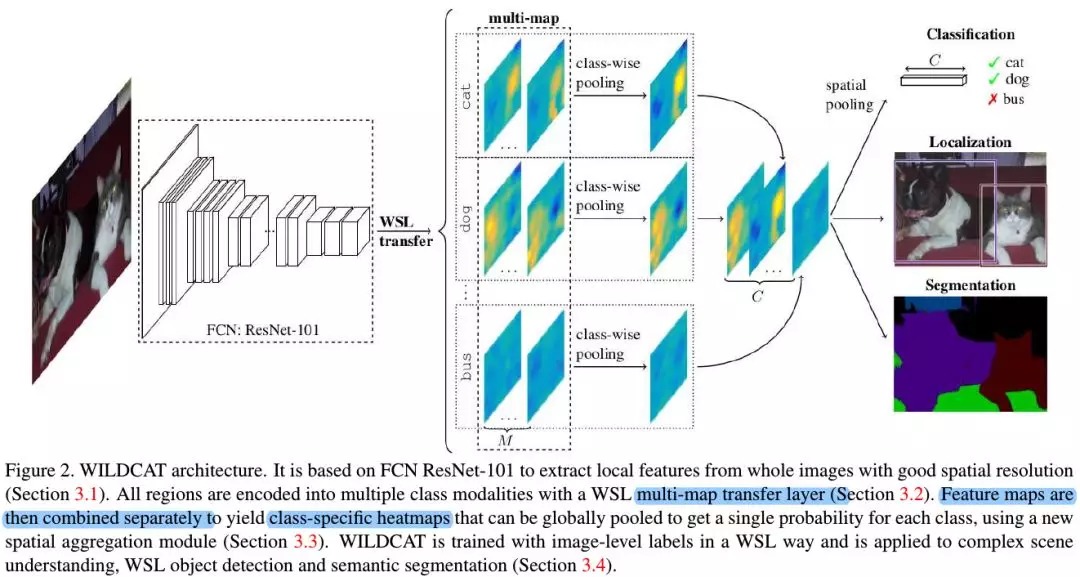 multi-map
Classification
C
cat
dog
bus
class-wise
pooling
cat
...
spatial
pooling
Localization
WSL
transfer
class-wise
pooling
dog
...
...
C
...
Segmentation
FCN: ResNet-101
...
class-wise
pooling
bus
...
M
Figure 2. WILDCAT architecture. It is based on FCN ResNet-101 to extract local features from whole images with good spatial resolution
(Section 3.1). All regions are encoded into multiple class modalities with a WSL multi-map transfer layer (Section 3.2). Feature maps are
then combined separately to yield class-specific heatmaps that can be globally pooled to get a single probability for each class, using a new
spatial aggregation module (Section 3.3). WILDCAT is trained with image-level labels in a WSL way and is applied to complex scene
understanding, WSL object detection and semantic segmentation (Section 3.4).